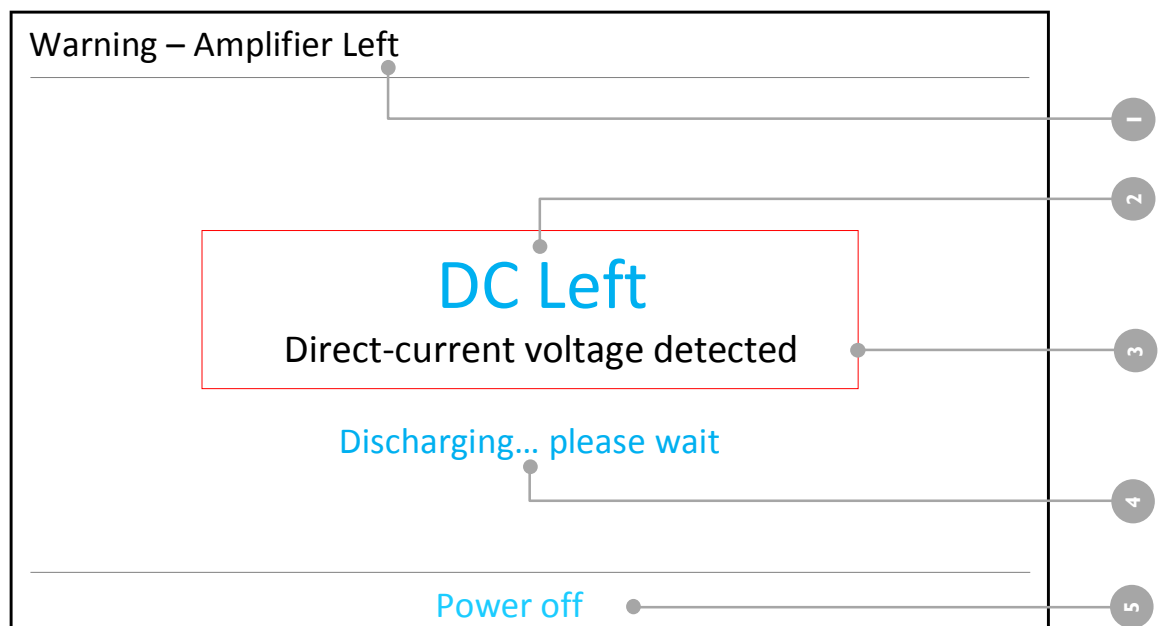 Warning – Amplifier Left
1
2
DC Left
Direct-current voltage detected
3
Discharging... please wait
4
Power off
5